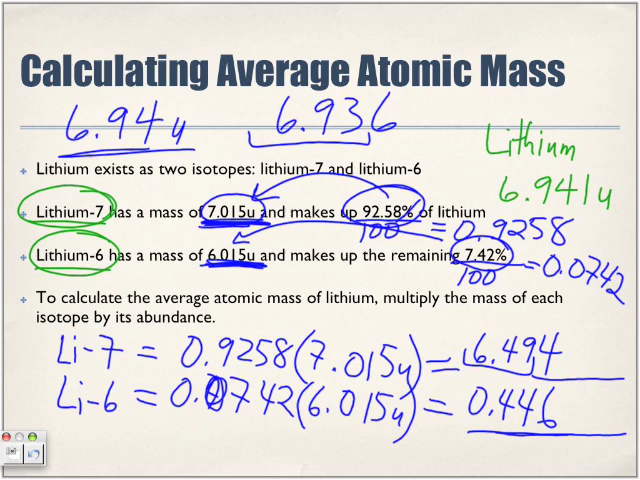 Calculating Average Atomic Mass
6.94u 6.936
Lithium
6.941u
Lithium exists as two isotopes: lithium-7 and lithium-6
Lithium-7 has a mass of 7.015u and makes up 92.58% of lithium
100 = 0.9258
Lithium-6 has a mass of 6.015u and makes up the remaining 7.42%
100 = 0.0742
To calculate the average atomic mass of lithium, multiply the mass of each
isotope by its abundance.
Li-7 = 0.9258(7.015u) = 6.494
Li-6 = 0.0742(6.015u) = 0.446